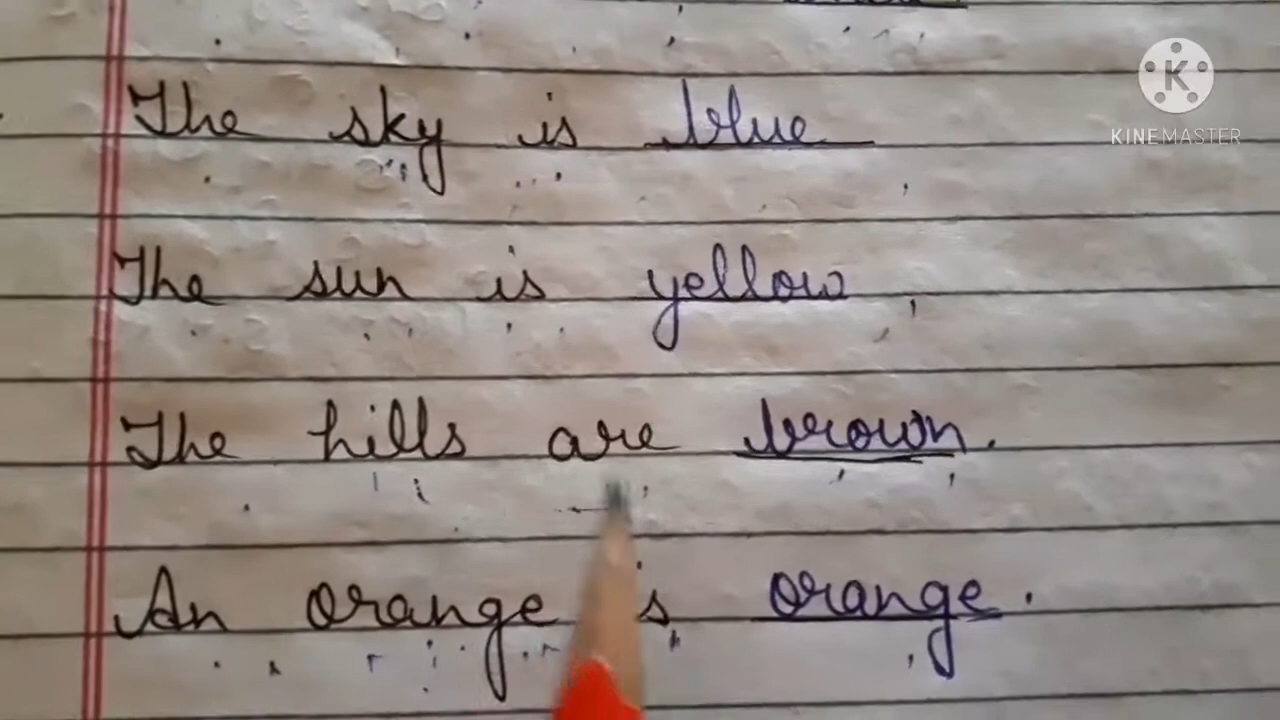 The sky is blue
The sun is yellow
The hills are brown.
An orange is orange.
KINEMASTER